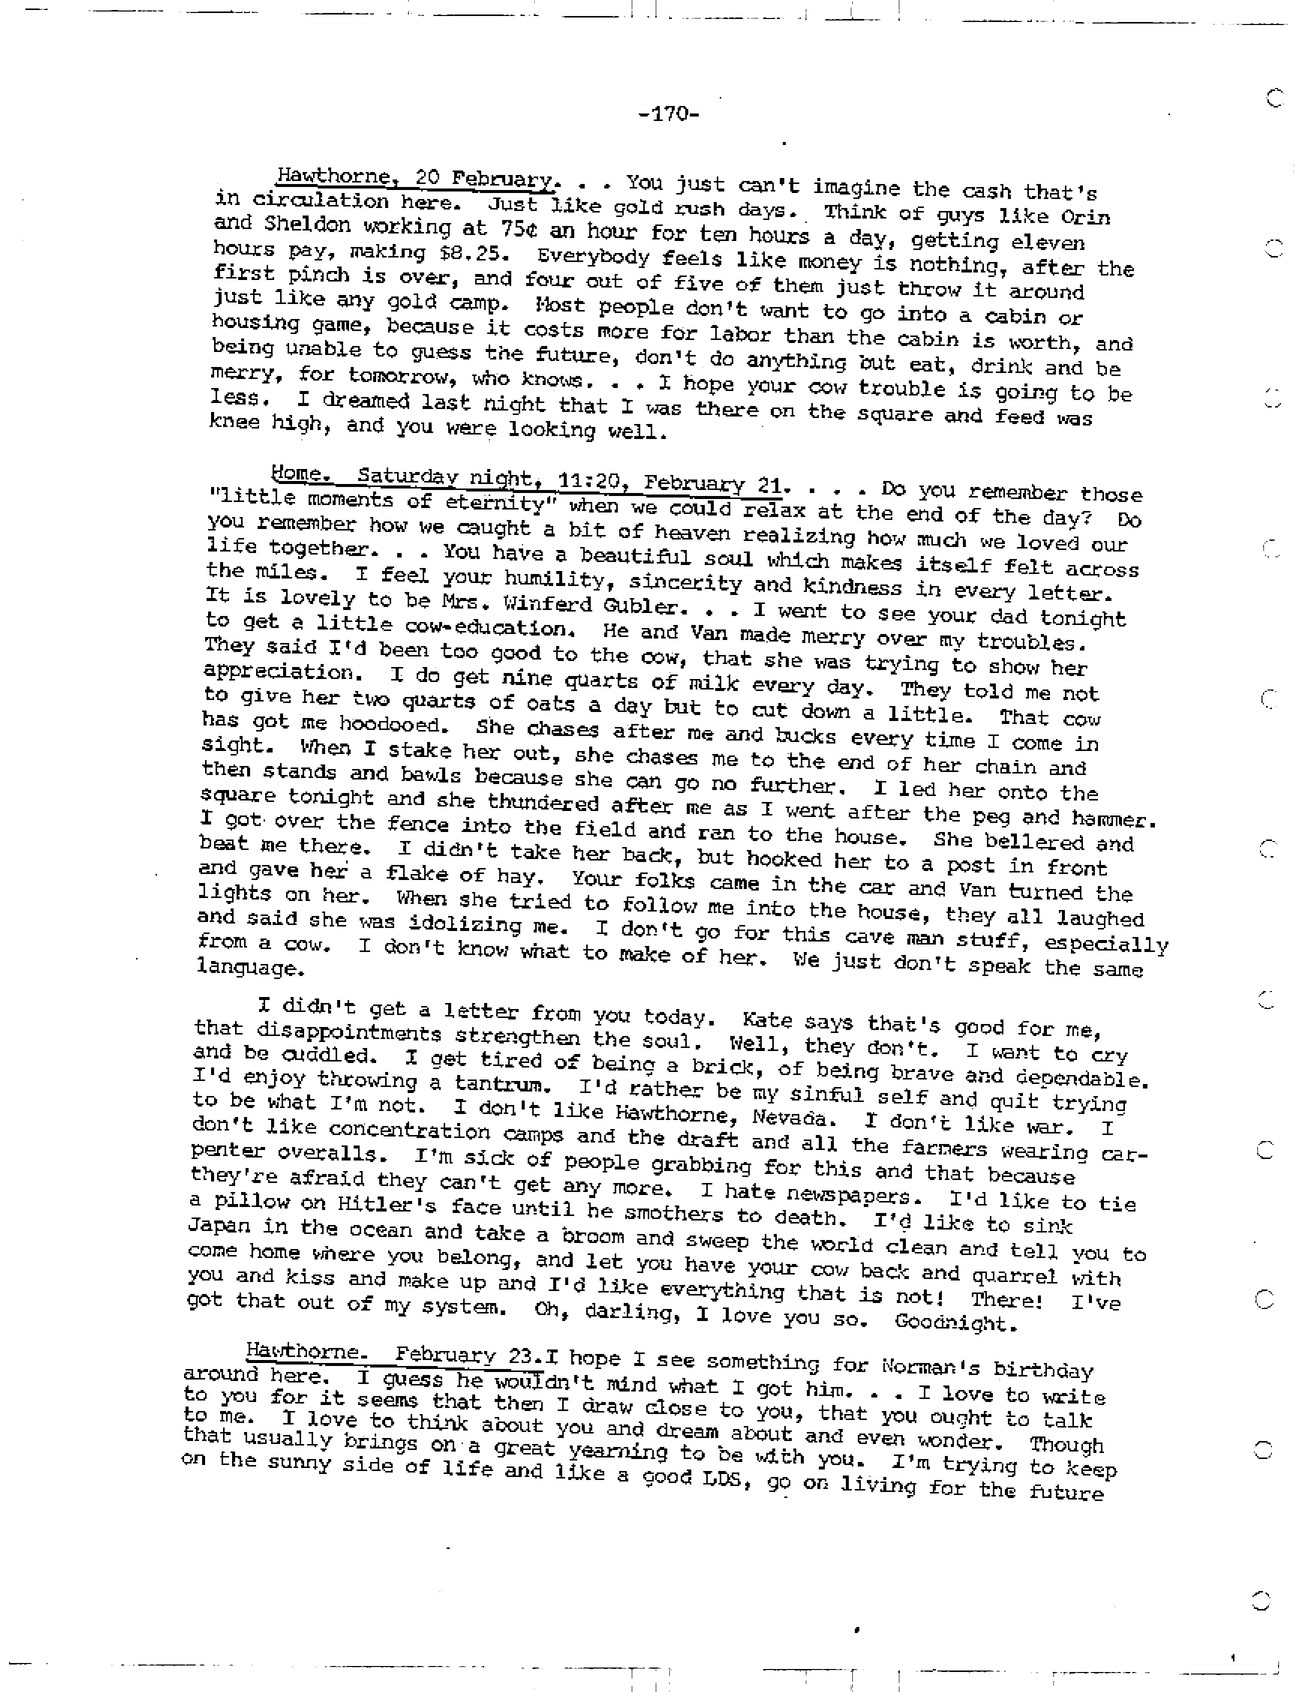 -170-
Hawthorne, 20 February. . . You just can't imagine the cash that's
in circulation here. Just like gold rush days. Think of guys like Orin
and Sheldon working at 75¢ an hour for ten hours a day, getting eleven
hours pay, making $8.25. Everybody feels like money is nothing, after the
first pinch is over, and four out of five of them just throw it around
just like any gold camp. Most people don't want to go into a cabin or
housing game, because it costs more for labor than the cabin is worth, and
being unable to guess the future, don't do anything but eat, drink and be
merry, for tomorrow, who knows. . . I hope your cow trouble is going to be
less. I dreamed last night that I was there on the square and feed was
knee high, and you were looking well.
Home. Saturday night, 11:20, February 21. . . . Do you remember those
"little moments of eternity" when we could relax at the end of the day? Do
you remember how we caught a bit of heaven realizing how much we loved our
life together. . . You have a beautiful soul which makes itself felt across
the miles. I feel your humility, sincerity and kindness in every letter.
It is lovely to be Mrs. Winferd Gubler. . . I went to see your dad tonight
to get a little cow-education. He and Van made merry over my troubles.
They said I'd been too good to the cow, that she was trying to show her
appreciation. I do get nine quarts of milk every day. They told me not
to give her two quarts of oats a day but to cut down a little. That cow
has got me hoodooed. She chases after me and bucks every time I come in
sight. When I stake her out, she chases me to the end of her chain and
then stands and bawls because she can go no further. I led her onto the
square tonight and she thundered after me as I went after the peg and hammer.
I got over the fence into the field and ran to the house. She bellered and
beat me there. I didn't take her back, but hooked her to a post in front
and gave her a flake of hay. Your folks came in the car and Van turned the
lights on her. When she tried to follow me into the house, they all laughed
and said she was idolizing me. I don't go for this cave man stuff, especially
from a cow. I don't know what to make of her. We just don't speak the same
language.
I didn't get a letter from you today. Kate says that's good for me,
that disappointments strengthen the soul. Well, they don't. I want to cry
and be cuddled. I get tired of being a brick, of being brave and dependable.
I'd enjoy throwing a tantrum. I'd rather be my sinful self and quit trying
to be what I'm not. I don't like Hawthorne, Nevada. I don't like war. I
don't like concentration camps and the draft and all the farmers wearing car-
penter overalls. I'm sick of people grabbing for this and that because
they're afraid they can't get any more. I hate newspapers. I'd like to tie
a pillow on Hitler's face until he smothers to death. I'd like to sink
Japan in the ocean and take a broom and sweep the world clean and tell you to
come home where you belong, and let you have your cow back and quarrel with
you and kiss and make up and I'd like everything that is not! There! I've
got that out of my system. Oh, darling, I love you so. Goodnight.
Hawthorne. February 23.I hope I see something for Norman's birthday
around here. I guess he wouldn't mind what I got him. . . I love to write
to you for it seems that then I draw close to you, that you ought to talk
to me. I love to think about you and dream about and even wonder. Though
that usually brings on a great yearning to be with you. I'm trying to keep
on the sunny side of life and like a good LDS, go on living for the future